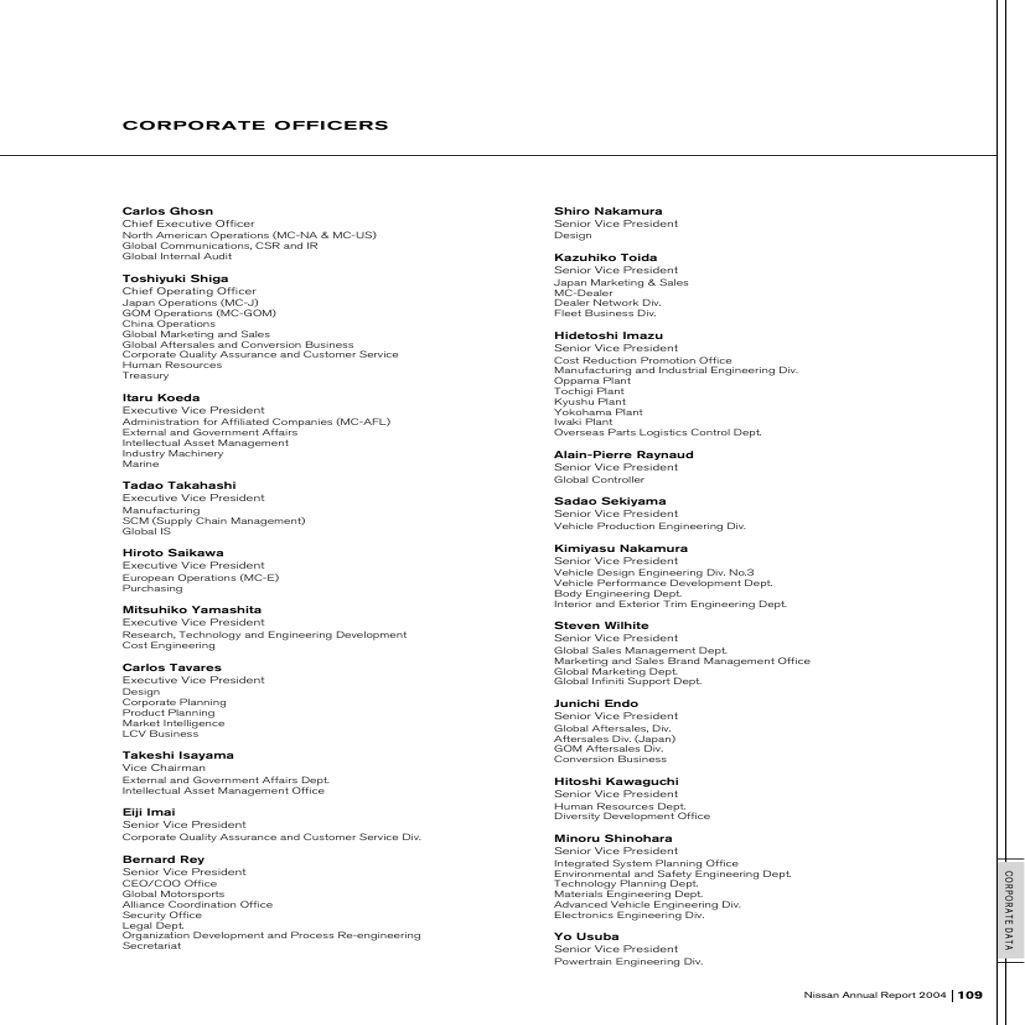 CORPORATE OFFICERS
Carlos Ghosn
Chief Executive Officer
North American Operations (MC-NA & MC-US)
Global Communications, CSR and IR
Global Internal Audit
Toshiyuki Shiga
Chief Operating Officer
Japan Operations (MC-J)
GOM Operations (MC-GOM)
China Operations
Global Marketing and Sales
Global Aftersales and Conversion Business
Corporate Quality Assurance and Customer Service
Human Resources
Treasury
Itaru Koeda
Executive Vice President
Administration for Affiliated Companies (MC-AFL)
External and Government Affairs
Intellectual Asset Management
Industry Machinery
Marine
Tadao Takahashi
Executive Vice President
Manufacturing
SCM (Supply Chain Management)
Global IS
Hiroto Saikawa
Executive Vice President
European Operations (MC-E)
Purchasing
Mitsuhiko Yamashita
Executive Vice President
Research, Technology and Engineering Development
Cost Engineering
Carlos Tavares
Executive Vice President
Design
Corporate Planning
Product Planning
Market Intelligence
LCV Business
Takeshi Isayama
Vice Chairman
External and Government Affairs Dept.
Intellectual Asset Management Office
Eiji Imai
Senior Vice President
Corporate Quality Assurance and Customer Service Div.
Bernard Rey
Senior Vice President
CEO/COO Office
Global Motorsports
Alliance Coordination Office
Security Office
Legal Dept.
Organization Development and Process Re-engineering
Secretariat
Shiro Nakamura
Senior Vice President
Design
Kazuhiko Toida
Senior Vice President
Japan Marketing & Sales
MC-Dealer
Dealer Network Div.
Fleet Business Div.
Hidetoshi Imazu
Senior Vice President
Cost Reduction Promotion Office
Manufacturing and Industrial Engineering Div.
Oppama Plant
Tochigi Plant
Kyushu Plant
Yokohama Plant
Iwaki Plant
Overseas Parts Logistics Control Dept.
Alain-Pierre Raynaud
Senior Vice President
Global Controller
Sadao Sekiyama
Senior Vice President
Vehicle Production Engineering Div.
Kimiyasu Nakamura
Senior Vice President
Vehicle Design Engineering Div. No.3
Vehicle Performance Development Dept.
Body Engineering Dept.
Interior and Exterior Trim Engineering Dept.
Steven Wilhite
Senior Vice President
Global Sales Management Dept.
Marketing and Sales Brand Management Office
Global Marketing Dept.
Global Infiniti Support Dept.
Junichi Endo
Senior Vice President
Global Aftersales, Div.
Aftersales Div. (Japan)
GOM Aftersales Div.
Conversion Business
Hitoshi Kawaguchi
Senior Vice President
Human Resources Dept.
Diversity Development Office
Minoru Shinohara
Senior Vice President
Integrated System Planning Office
Environmental and Safety Engineering Dept.
Technology Planning Dept.
Materials Engineering Dept.
Advanced Vehicle Engineering Div.
Electronics Engineering Div.
Yo Usuba
Senior Vice President
Powertrain Engineering Div.
CORPORATE DATA
Nissan Annual Report 2004 109